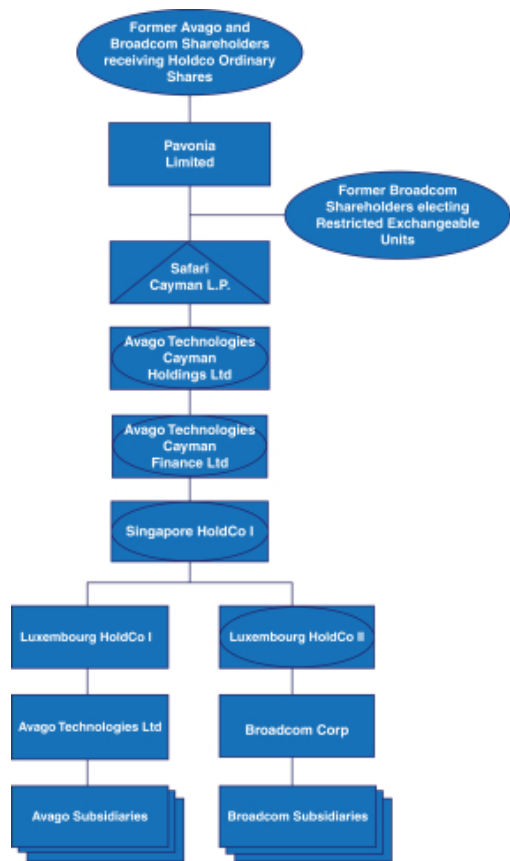 Former Avago and
Broadcom Shareholders
receiving Holdco Ordinary
Shares
Pavonia
Limited
Former Broadcom
Shareholders electing
Restricted Exchangeable
Units
Safari
Cayman L.P.
Avago Technologies
Cayman
Holdings Ltd
Avago Technologies
Cayman
Finance Ltd
Singapore HoldCo I
Luxembourg HoldCo I
Luxembourg HoldCo II
Avago Technologies Ltd
Broadcom Corp
Avago Subsidiaries
Broadcom Subsidiaries